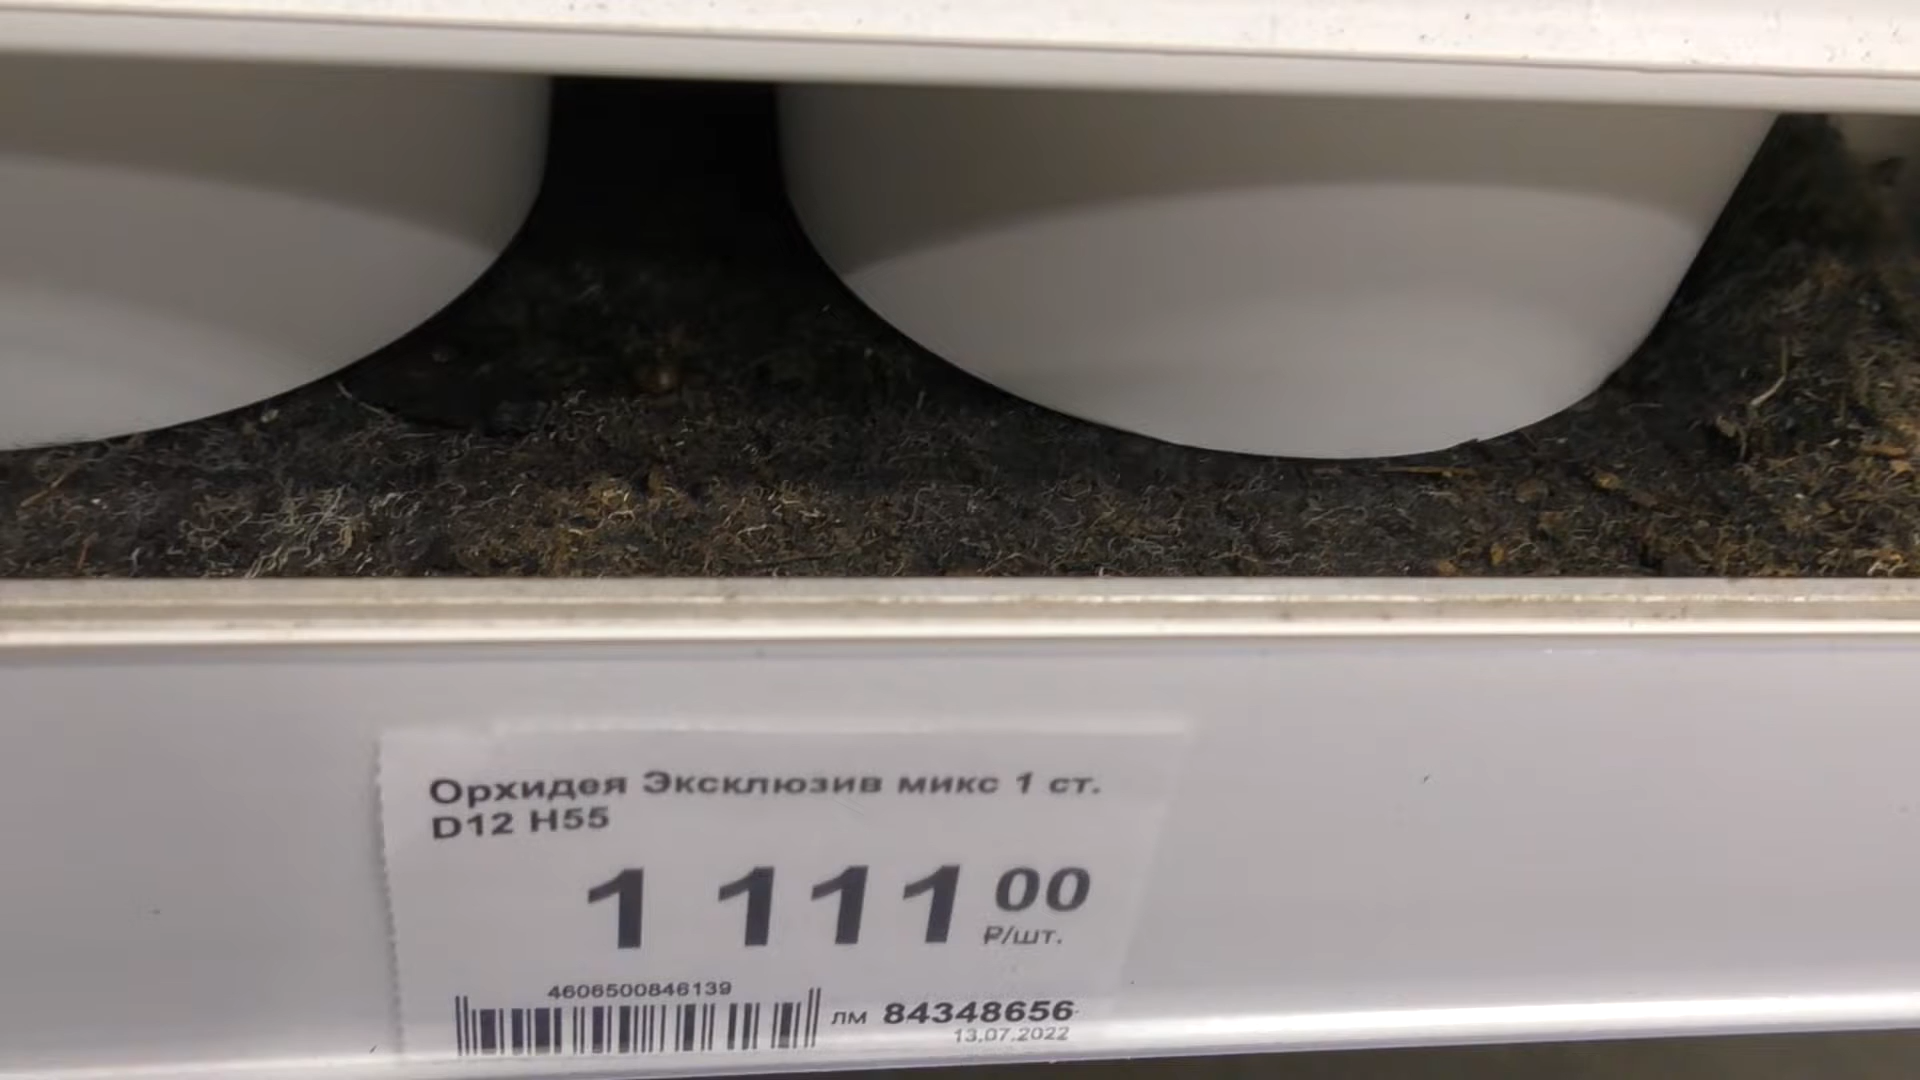 Орхидея Эксклюзив микс 1 ст.
D12 H55
1 111 00
₽/шт.
4606500846139
лм 84348656
13.07.2022